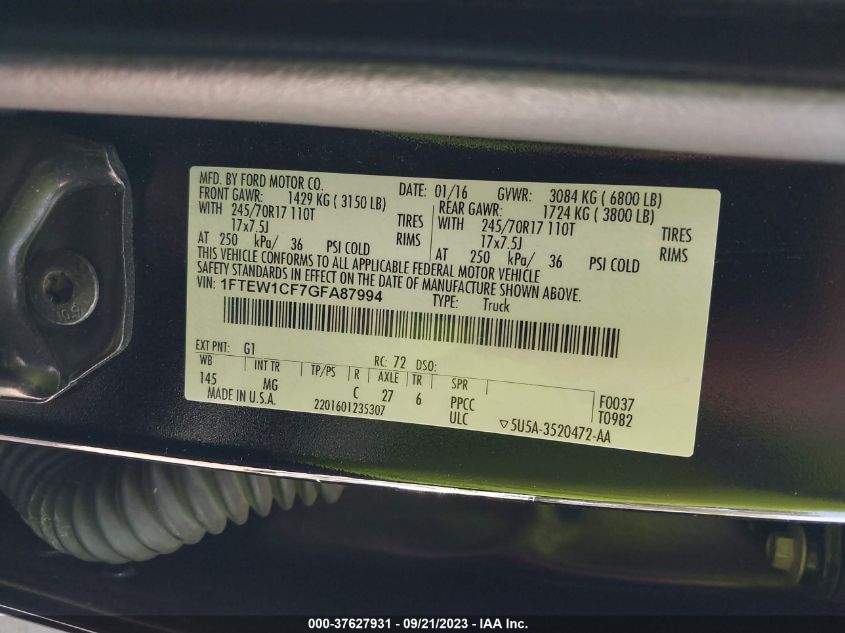 MFD. BY FORD MOTOR CO. DATE: 01/16 GVWR: 3084 KG ( 6800 LB)
FRONT GAWR: 1429 KG ( 3150 LB) REAR GAWR: 1724 KG ( 3800 LB)
WITH 245/70R17 110T TIRES WITH 245/70R17 110T TIRES
17x7.5J RIMS 17x7.5J RIMS
AT 250 kPa/ 36 PSI COLD AT 250 kPa/ 36 PSI COLD
THIS VEHICLE CONFORMS TO ALL APPLICABLE FEDERAL MOTOR VEHICLE
SAFETY STANDARDS IN EFFECT ON THE DATE OF MANUFACTURE SHOWN ABOVE.
VIN: 1FTEW1CF7GFA87994 TYPE: Truck
EXT PNT: G1 RC: 72 DSO:
WB INT TR TP/PS R AXLE TR SPR
145 MG C 27 6 PPCC F0037
MADE IN U.S.A. 2201601235307 ULC ▽5U5A-3520472-AA T0982
000-37627931 - 09/21/2023 - IAA Inc.